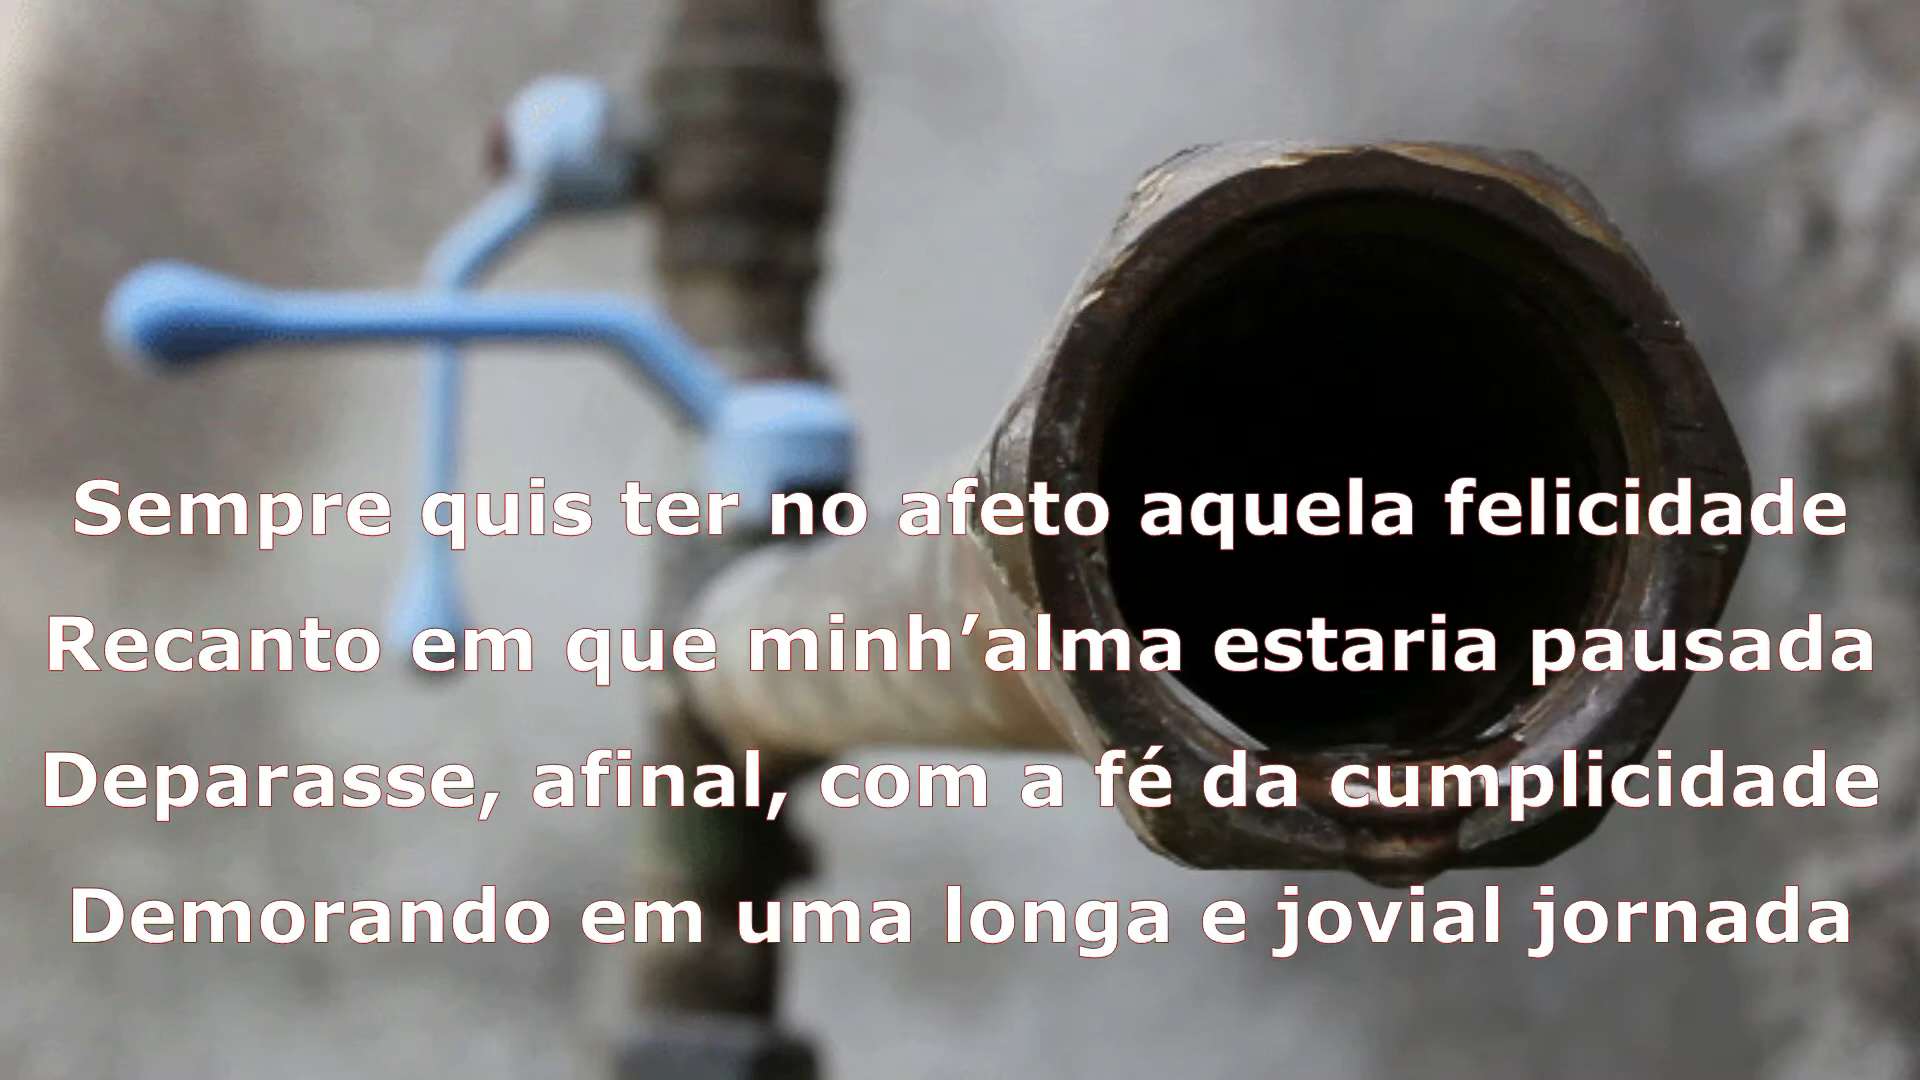 Sempre quis ter no afeto aquela felicidade
Recanto em que minh’alma estaria pausada
Deparasse, afinal, com a fé da cumplicidade
Demorando em uma longa e jovial jornada